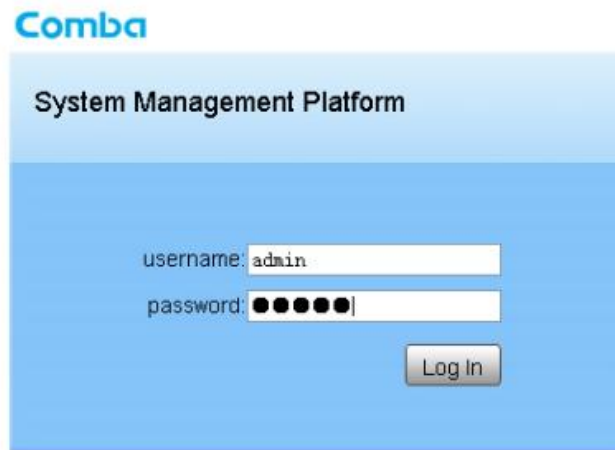 Comba
System Management Platform
username: admin
password: ●●●●●
Log In